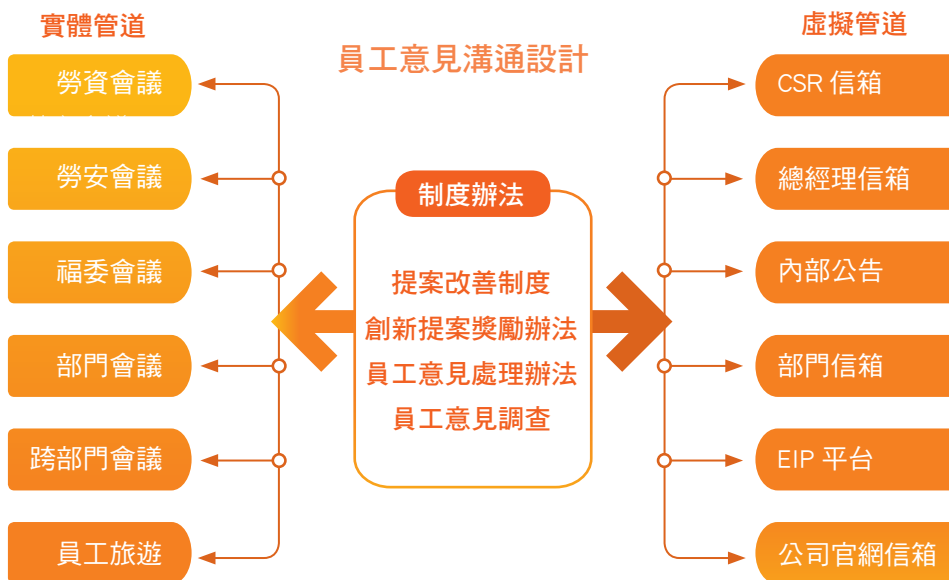 員工意見溝通設計
實體管道
勞資會議
勞安會議
福委會議
部門會議
跨部門會議
員工旅遊
制度辦法
提案改善制度
創新提案獎勵辦法
員工意見處理辦法
員工意見調查
虛擬管道
CSR 信箱
總經理信箱
內部公告
部門信箱
EIP 平台
公司官網信箱